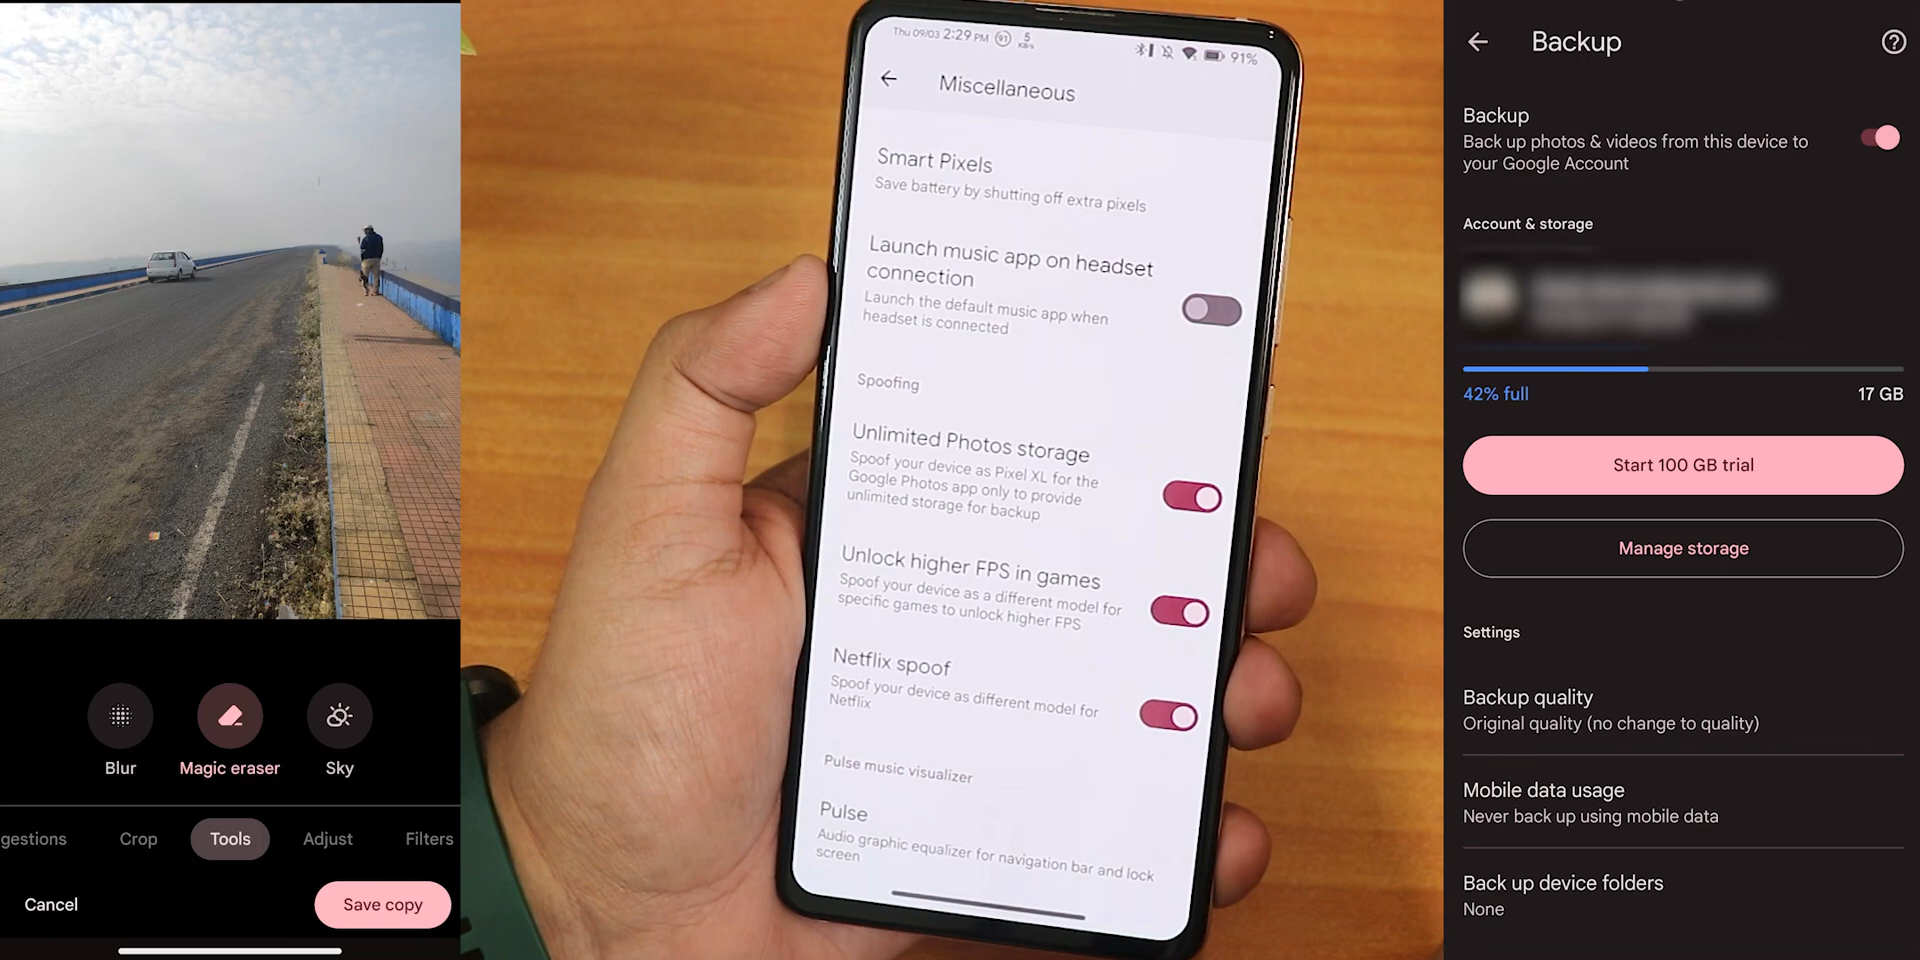 Blur
Magic eraser
Sky
gestions
Crop
Tools
Adjust
Filters
Cancel
Save copy
Thu 09/03 2:29 PM
91
5
KB/s
91%
Miscellaneous
Smart Pixels
Save battery by shutting off extra pixels
Launch music app on headset
connection
Launch the default music app when
headset is connected
Spoofing
Unlimited Photos storage
Spoof your device as Pixel XL for the
Google Photos app only to provide
unlimited storage for backup
Unlock higher FPS in games
Spoof your device as a different model for
specific games to unlock higher FPS
Netflix spoof
Spoof your device as different model for
Netflix
Pulse music visualizer
Pulse
Audio graphic equalizer for navigation bar and lock
screen
Backup
Backup
Back up photos & videos from this device to
your Google Account
Account & storage
42% full
17 GB
Start 100 GB trial
Manage storage
Settings
Backup quality
Original quality (no change to quality)
Mobile data usage
Never back up using mobile data
Back up device folders
None